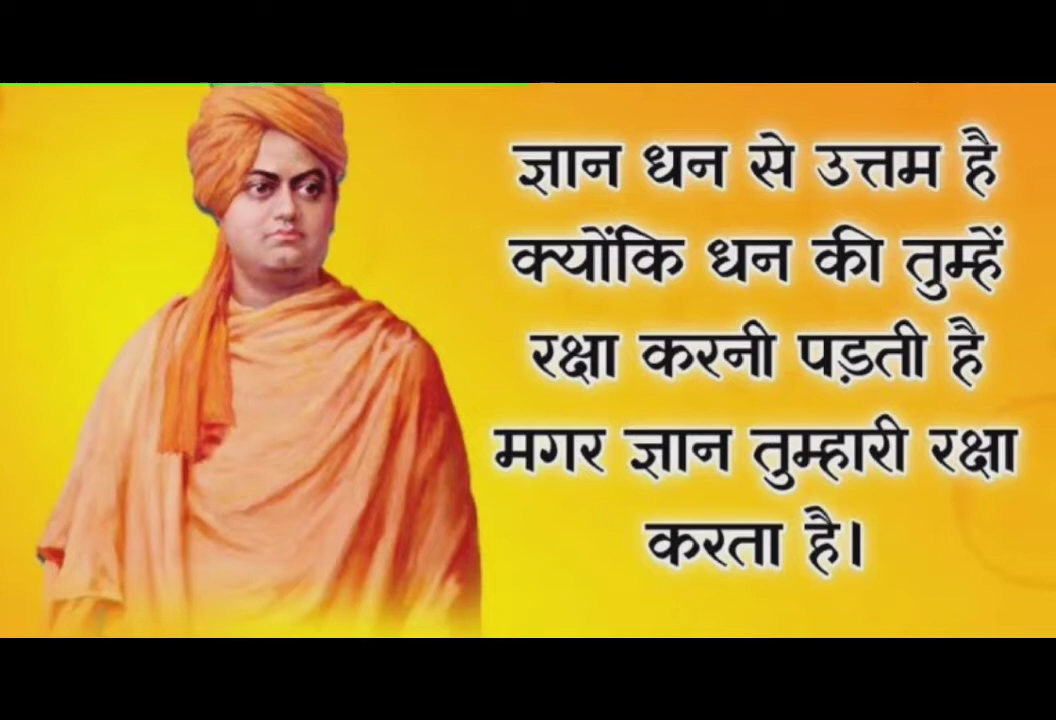 ज्ञान धन से उत्तम है
क्योंकि धन की तुम्हें
रक्षा करनी पड़ती है
मगर ज्ञान तुम्हारी रक्षा
करता है।